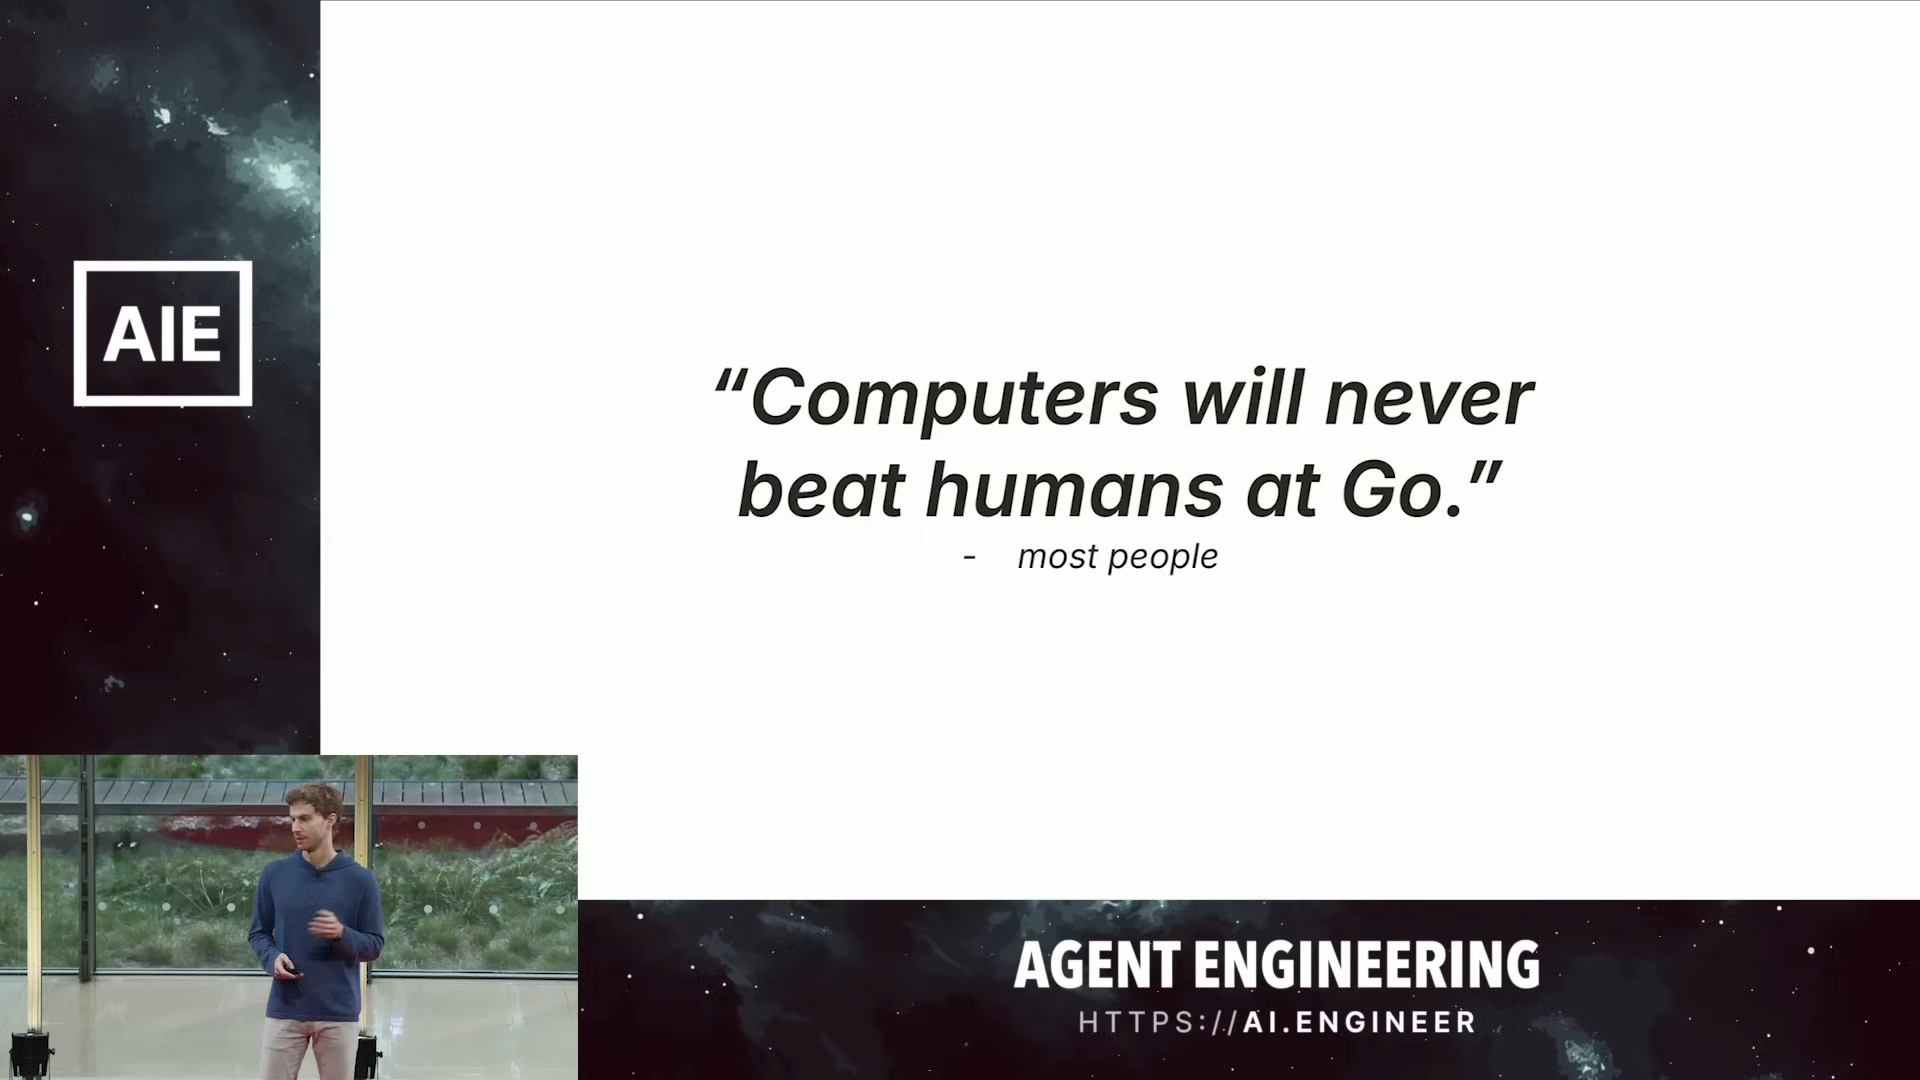 AIE
“Computers will never
beat humans at Go.”
- most people
AGENT ENGINEERING
HTTPS://AI.ENGINEER